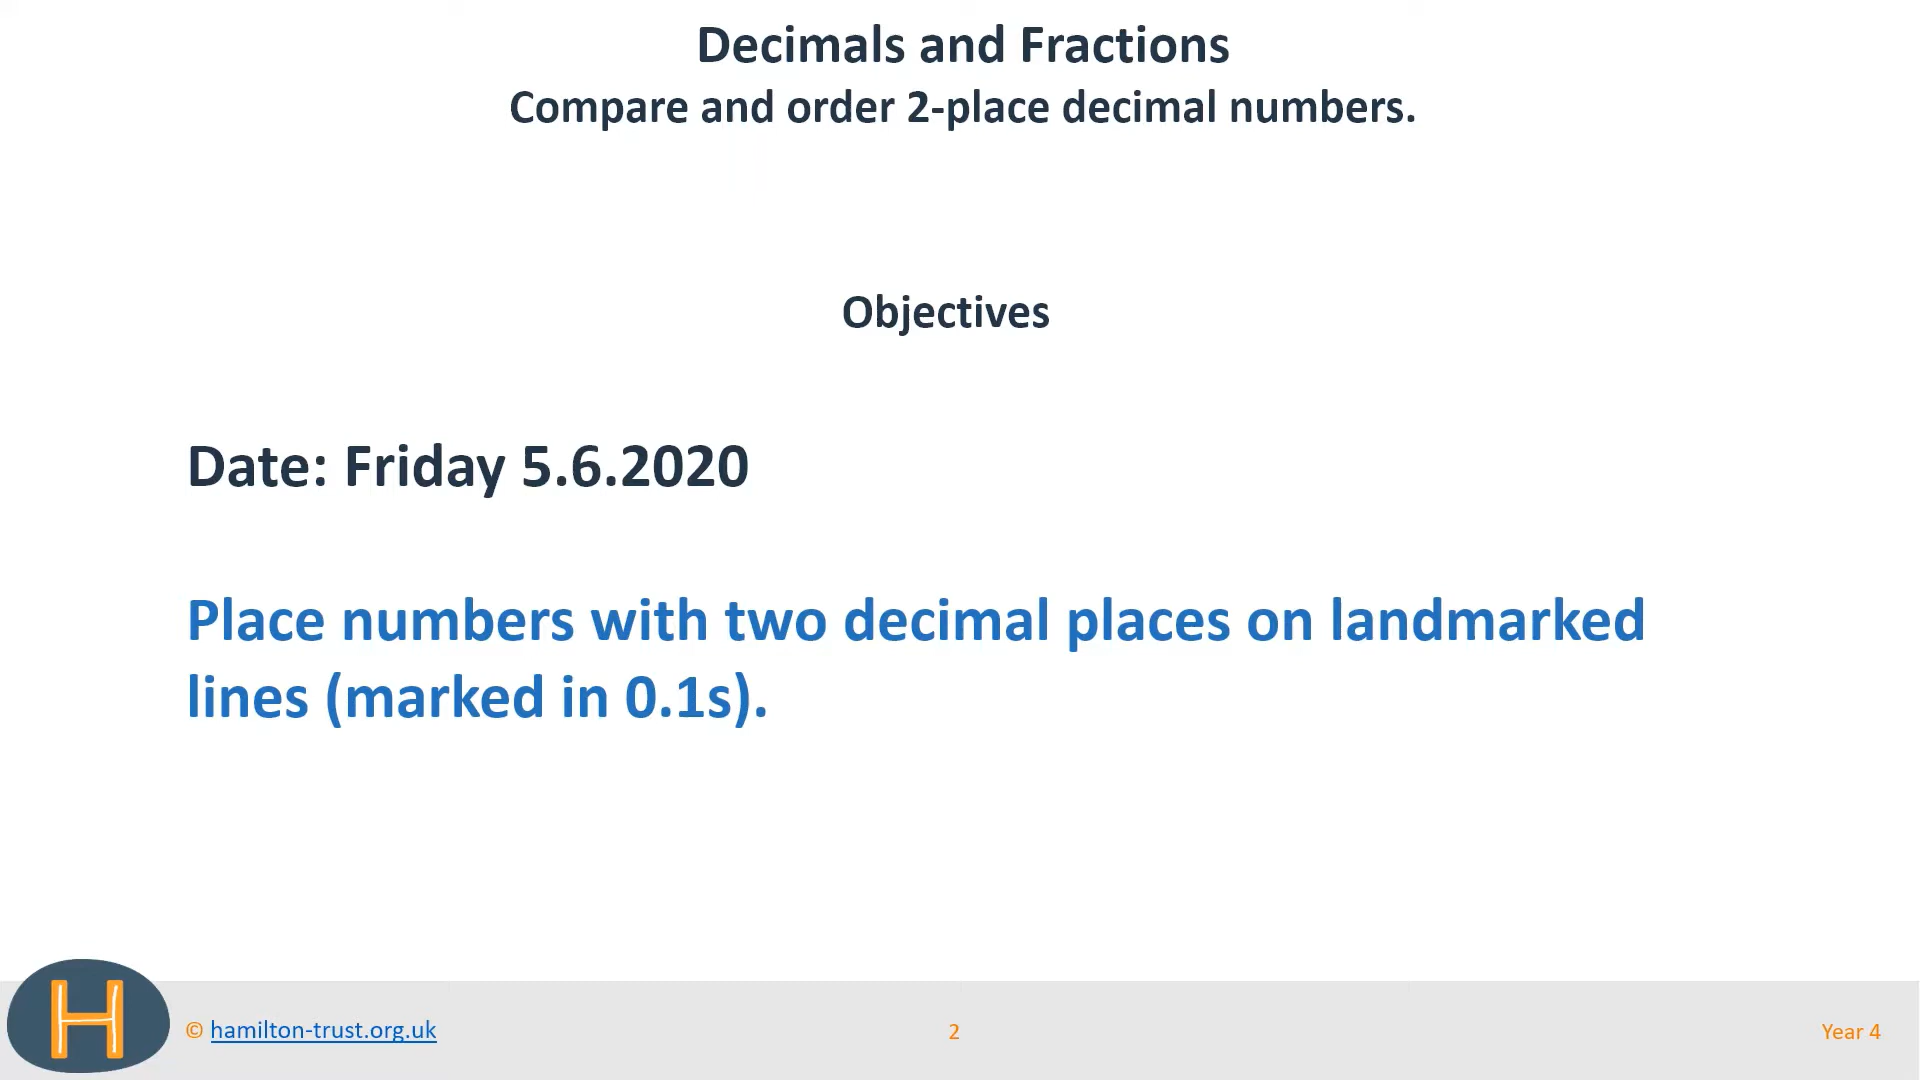 Decimals and Fractions
Compare and order 2-place decimal numbers.
Objectives
Date: Friday 5.6.2020
Place numbers with two decimal places on landmarked
lines (marked in 0.1s).
H
© hamilton-trust.org.uk
2
Year 4